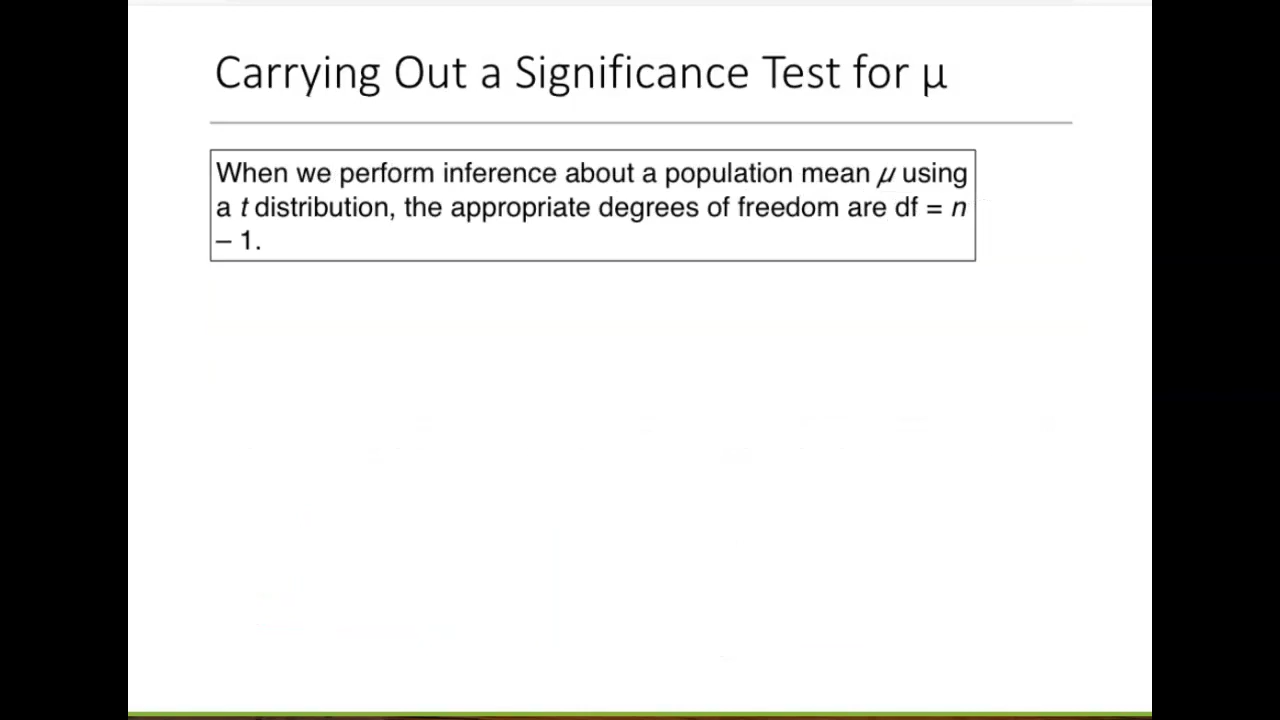 Carrying Out a Significance Test for μ
When we perform inference about a population mean μ using
a t distribution, the appropriate degrees of freedom are df = n
– 1.